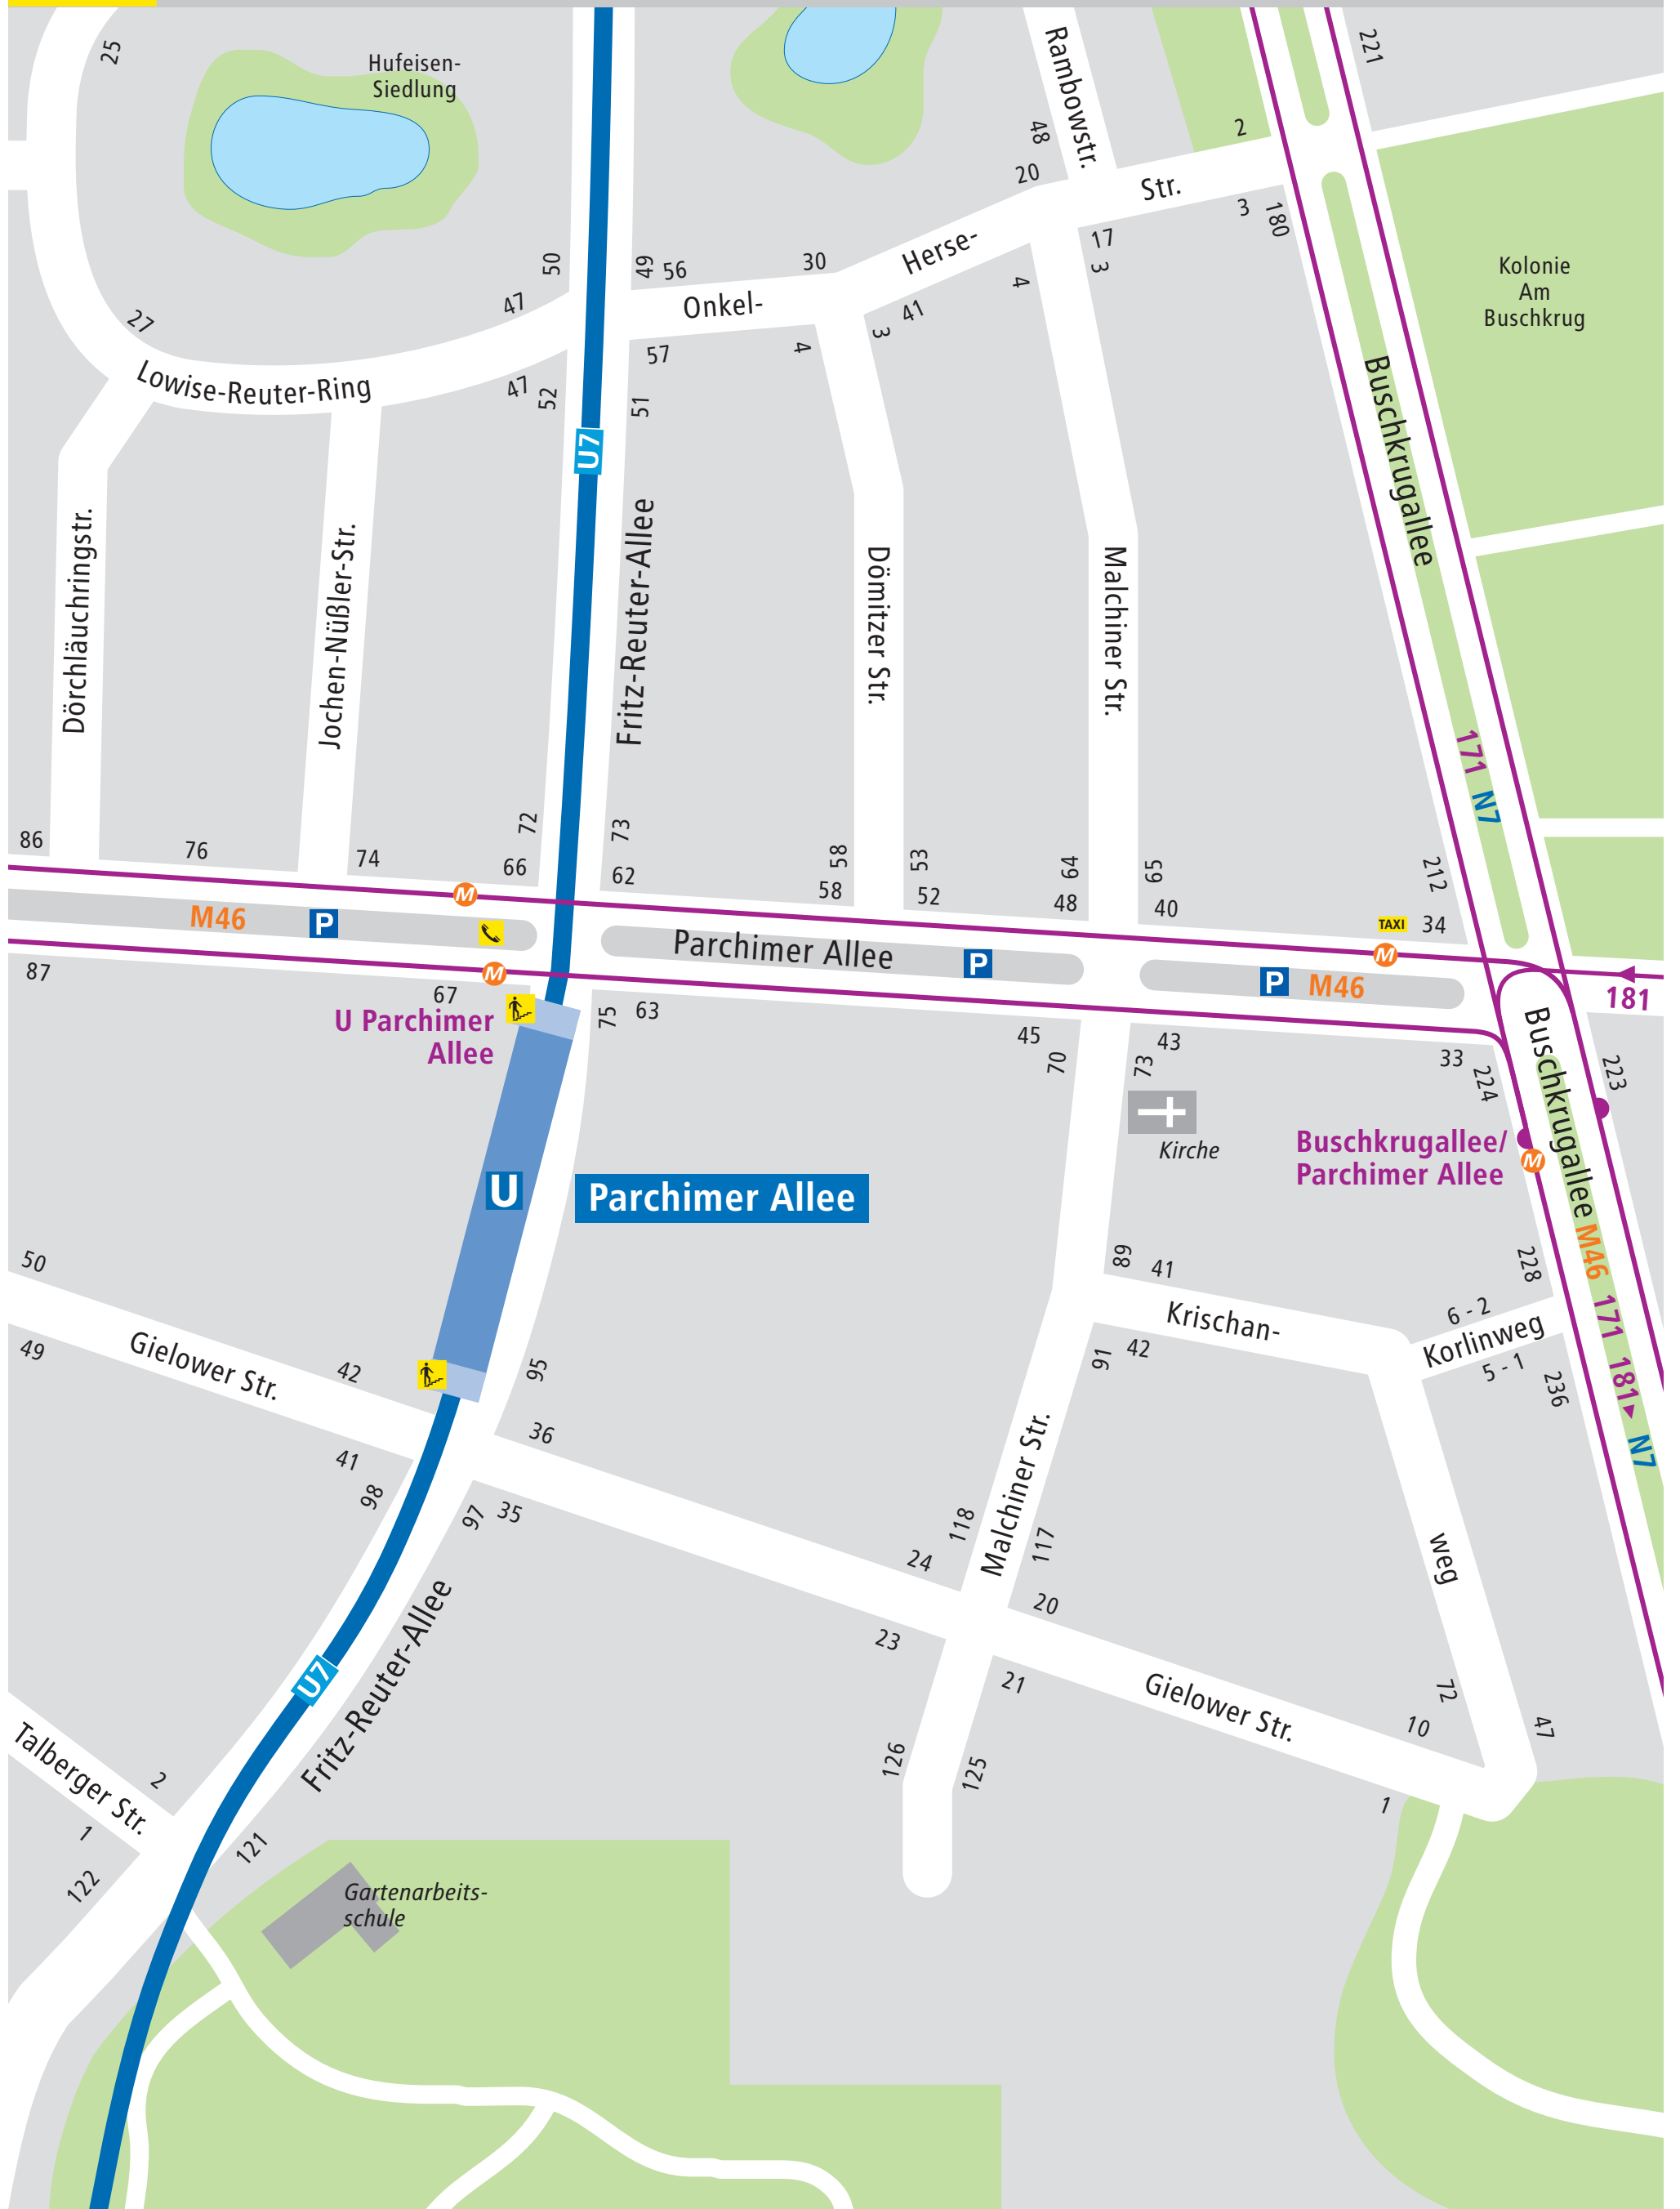 25
Hufeisen-
Siedlung
Rambowstr.
48
20
2
221
Str.
3
180
17
3
4
Herse-
Onkel-
30
41
3
4
49
56
50
47
57
27
Lowise-Reuter-Ring
47
52
51
Kolonie
Am
Buschkrug
Buschkrugallee
U7
Dörchläuchringstr.
Jochen-Nüßler-Str.
Fritz-Reuter-Allee
Dömitzer Str.
Malchiner Str.
171 N7
86
76
74
72
66
73
62
58
58
53
52
64
48
59
40
212
TAXI
34
M
M46
P
Parchimer Allee
P
M
P
M46
181
87
M
67
U Parchimer
Allee
75
63
45
70
43
73
33
224
223
Buschkrugallee
Kirche
Buschkrugallee/
Parchimer Allee
M
U
Parchimer Allee
M46 171 181 N7
50
49
Gielower Str.
42
41
95
36
98
97
35
89
41
Krischan-
91
42
228
6 - 2
Korlinweg
5 - 1
236
Malchiner Str.
118
117
24
23
20
21
weg
72
47
Gielower Str.
10
1
U7
Fritz-Reuter-Allee
126
125
Talberger Str.
2
1
122
121
Gartenarbeits-
schule